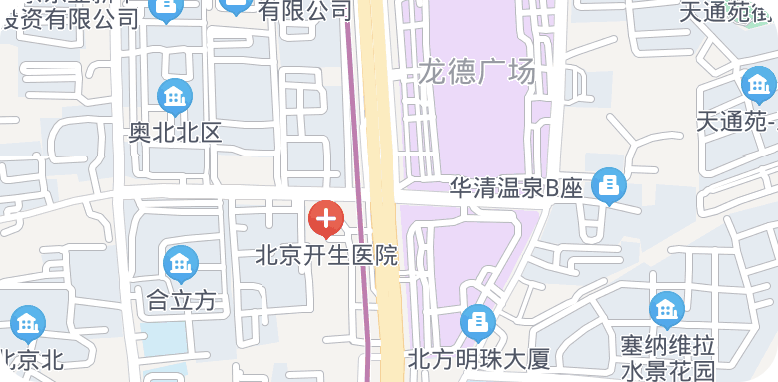 投资有限公司
有限公司
天通苑街
龙德广场
奥北北区
天通苑
华清温泉B座
北京开生医院
合立方
北京北
北方明珠大厦
塞纳维拉
水景花园